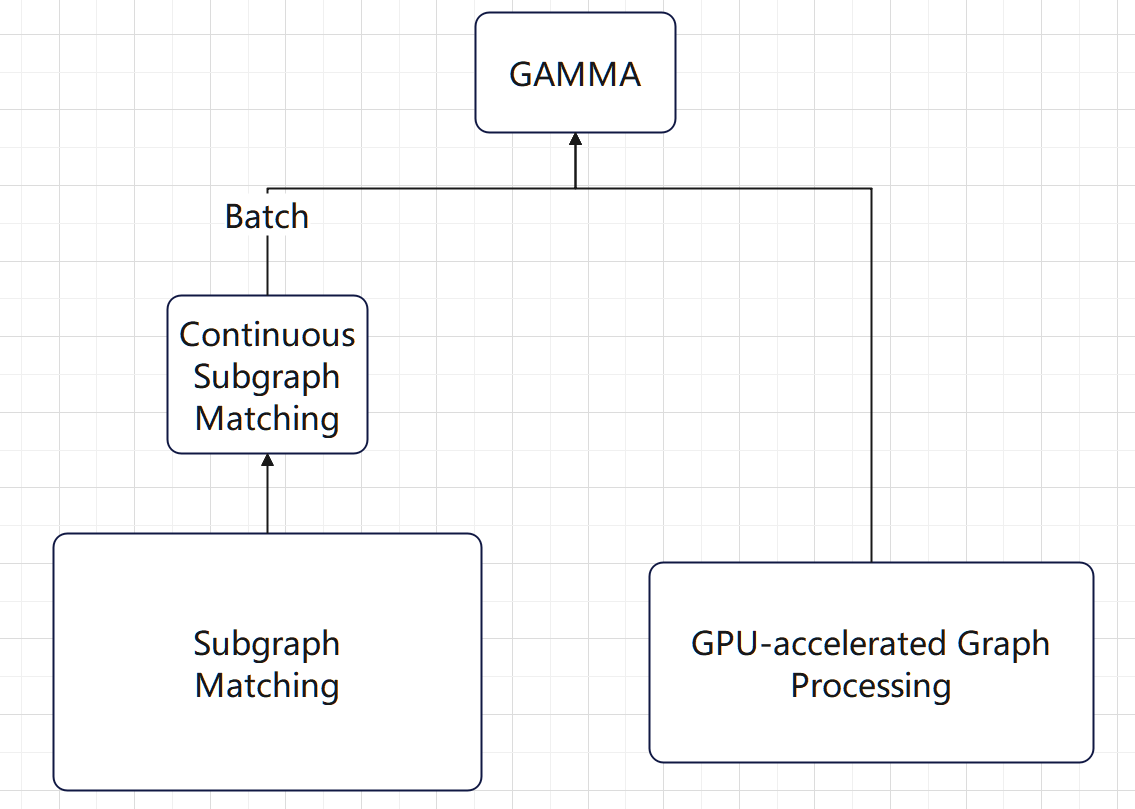 GAMMA
Batch
Continuous
Subgraph
Matching
Subgraph
Matching
GPU-accelerated Graph
Processing